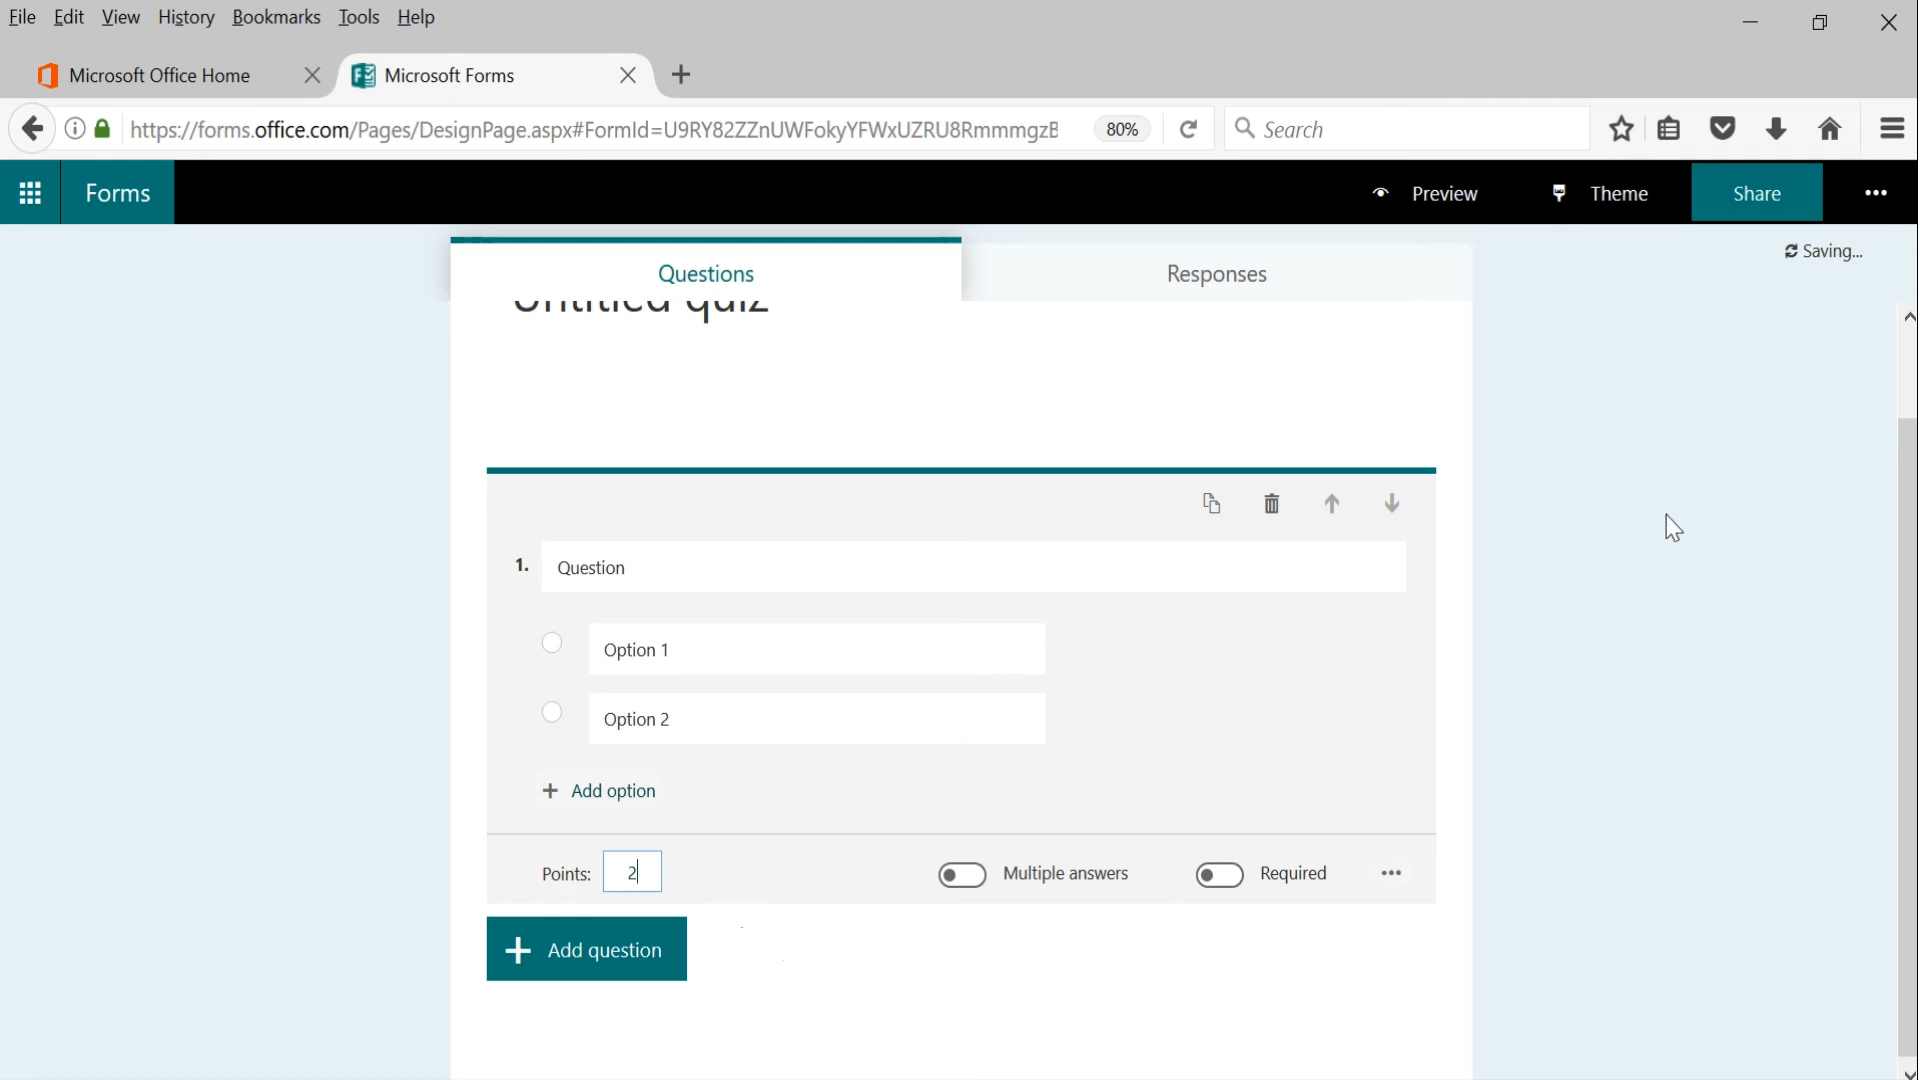 File Edit View History Bookmarks Tools Help
Microsoft Office Home
Microsoft Forms
https://forms.office.com/Pages/DesignPage.aspx#FormId=U9RY82ZZnUWFokyYFWxUZRU8RmmmgzB
80%
Search
Forms
Preview
Theme
Share
Saving...
Questions
Responses
Untitled quiz
1. Question
Option 1
Option 2
+ Add option
Points: 2
Multiple answers
Required
+ Add question